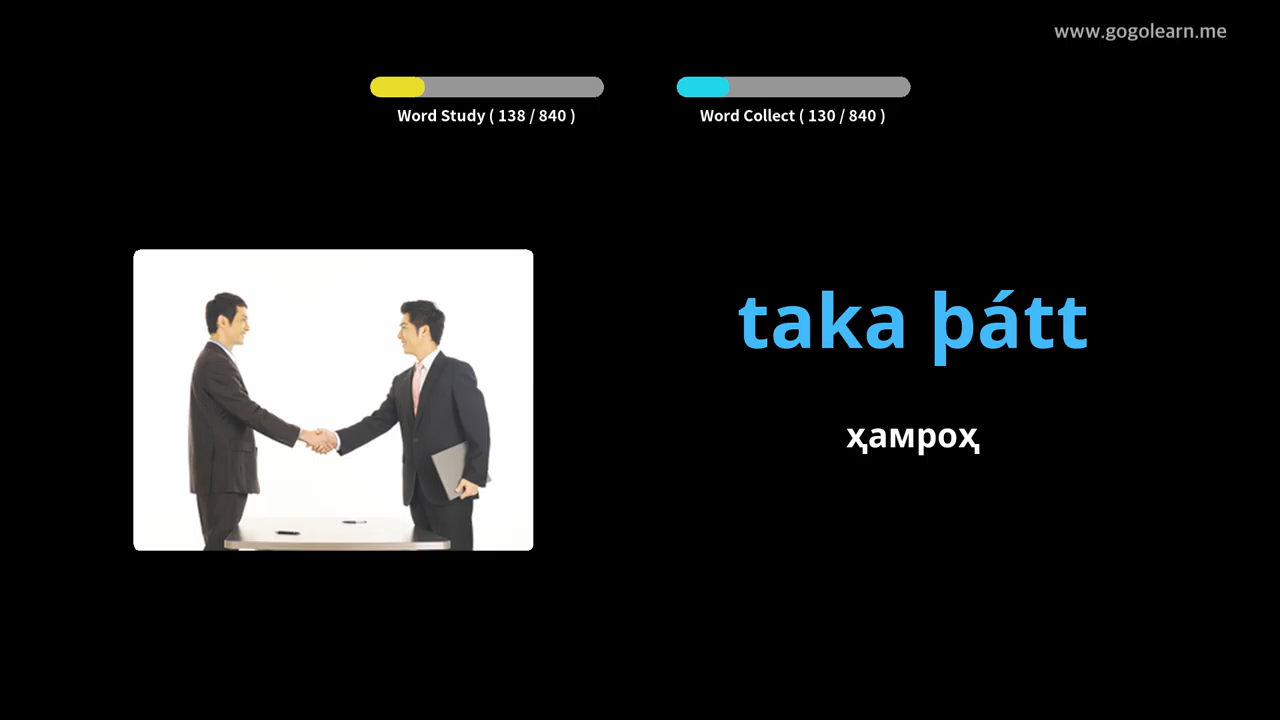 www.gogolearn.me
Word Study ( 138 / 840 )
Word Collect ( 130 / 840 )
taka þátt
ҳамроҳ